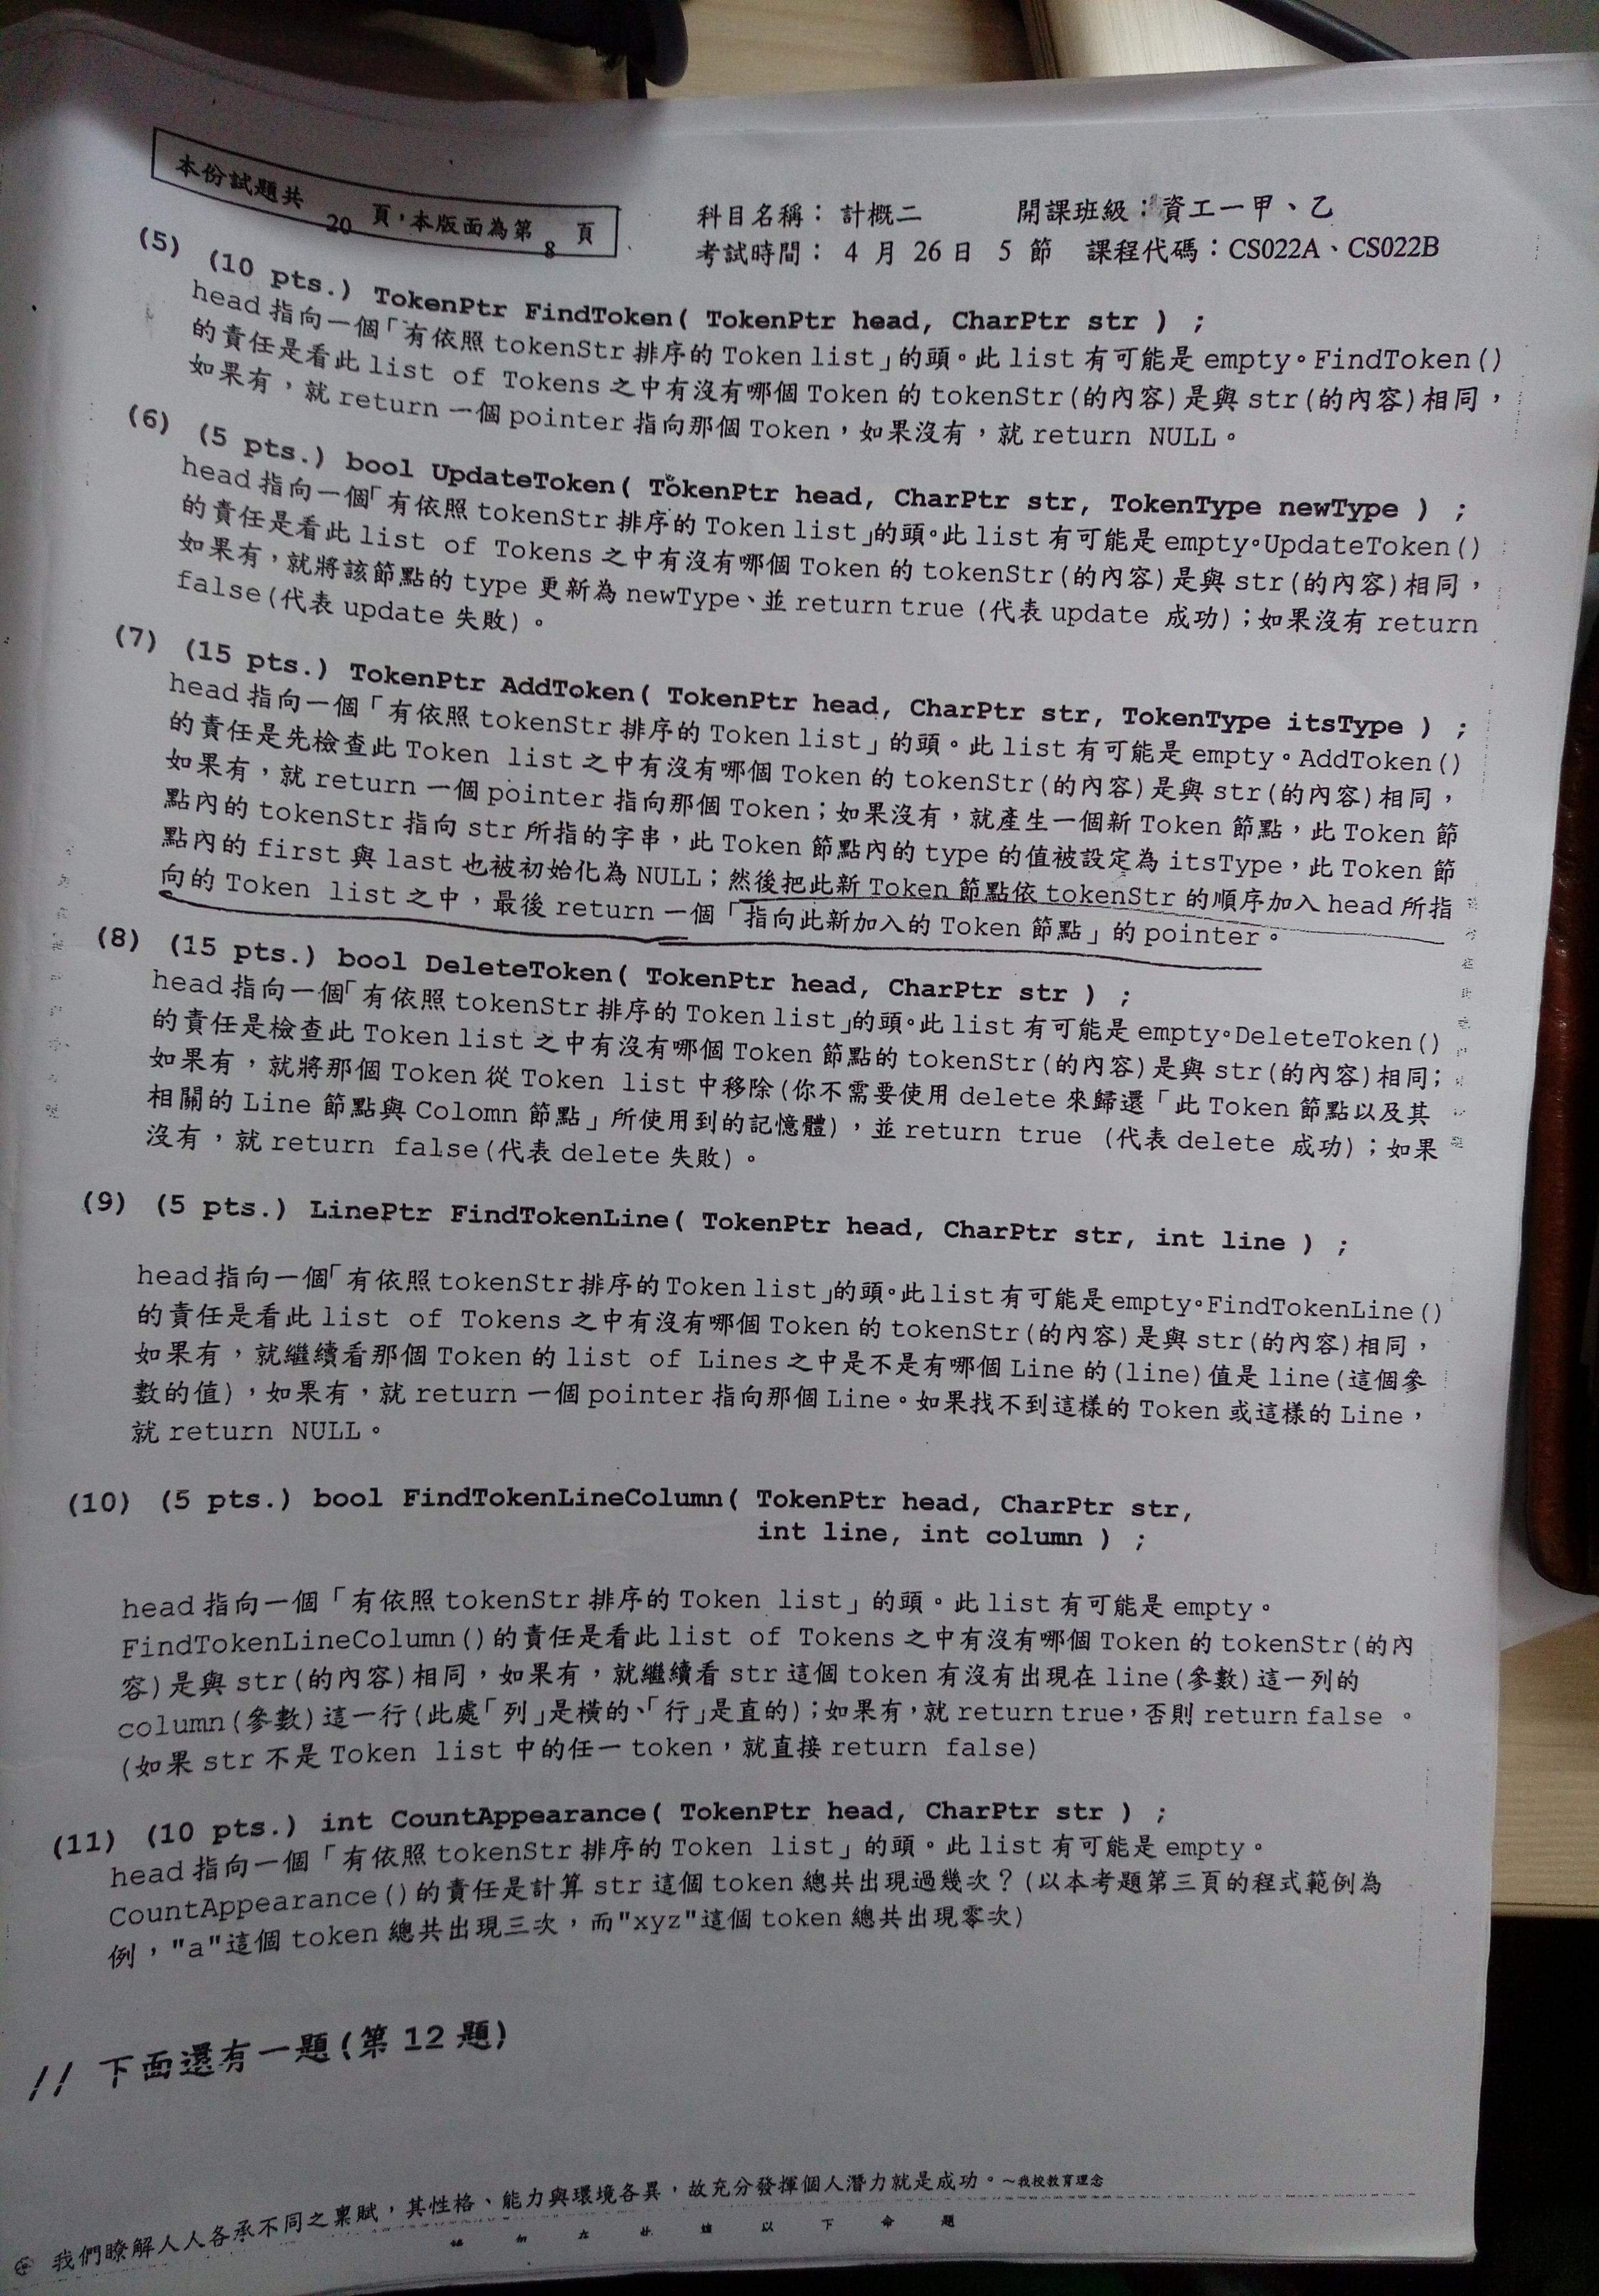 本份試題共 20 頁,本版面為第 8 頁
科目名稱: 計概二 開課班級:資工一甲、乙
考試時間: 4 月 26 日 5 節 課程代碼:CS022A、CS022B
(5) (10 pts.) TokenPtr FindToken( TokenPtr head, CharPtr str ) ;
head 指向一個「有依照 tokenStr 排序的 Token list」的頭。此 list 有可能是 empty。FindToken()
的責任是看此 list of Tokens 之中有沒有哪個 Token 的 tokenStr(的內容)是與 str(的內容)相同,
如果有,就 return 一個 pointer 指向那個 Token,如果沒有,就 return NULL。
(6) (5 pts.) bool UpdateToken( TokenPtr head, CharPtr str, TokenType newType ) ;
head 指向一個「有依照 tokenStr 排序的 Token list」的頭。此 list 有可能是 empty。UpdateToken()
的責任是看此 list of Tokens 之中有沒有哪個 Token 的 tokenStr(的內容)是與 str(的內容)相同,
如果有,就將該節點的 type 更新為 newType、並 return true (代表 update 成功);如果沒有 return
false(代表 update 失敗)。
(7) (15 pts.) TokenPtr AddToken( TokenPtr head, CharPtr str, TokenType itsType ) ;
head 指向一個「有依照 tokenStr 排序的 Token list」的頭。此 list 有可能是 empty。AddToken()
的責任是先檢查此 Token list 之中有沒有哪個 Token 的 tokenStr(的內容)是與 str(的內容)相同,
如果有,就 return 一個 pointer 指向那個 Token;如果沒有,就產生一個新 Token 節點,此 Token 節
點內的 tokenStr 指向 str 所指的字串,此 Token 節點內的 type 的值被設定為 itsType,此 Token 節
點內的 first 與 last 也被初始化為 NULL;然後把此新 Token 節點依 tokenStr 的順序加入 head 所指
向的 Token list 之中,最後 return 一個「指向此新加入的 Token 節點」的 pointer。
(8) (15 pts.) bool DeleteToken( TokenPtr head, CharPtr str ) ;
head 指向一個「有依照 tokenStr 排序的 Token list」的頭。此 list 有可能是 empty。DeleteToken()
的責任是檢查此 Token list 之中有沒有哪個 Token 節點的 tokenStr(的內容)是與 str(的內容)相同;
如果有,就將那個 Token 從 Token list 中移除(你不需要使用 delete 來歸還「此 Token 節點以及其
相關的 Line 節點與 Colomn 節點」所使用到的記憶體),並 return true (代表 delete 成功);如果
沒有,就 return false(代表 delete 失敗)。
(9) (5 pts.) LinePtr FindTokenLine( TokenPtr head, CharPtr str, int line ) ;
head 指向一個「有依照 tokenStr 排序的 Token list」的頭。此 list 有可能是 empty。FindTokenLine()
的責任是看此 list of Tokens 之中有沒有哪個 Token 的 tokenStr(的內容)是與 str(的內容)相同,
如果有,就繼續看那個 Token 的 list of Lines 之中是不是有哪個 Line 的(line)值是 line(這個參
數的值),如果有,就 return 一個 pointer 指向那個 Line。如果找不到這樣的 Token 或這樣的 Line,
就 return NULL。
(10) (5 pts.) bool FindTokenLineColumn( TokenPtr head, CharPtr str,
int line, int column ) ;
head 指向一個「有依照 tokenStr 排序的 Token list」的頭。此 list 有可能是 empty。
FindTokenLineColumn()的責任是看此 list of Tokens 之中有沒有哪個 Token 的 tokenStr(的內
容)是與 str(的內容)相同,如果有,就繼續看 str 這個 token 有沒有出現在 line(參數)這一列的
column(參數)這一行(此處「列」是橫的、「行」是直的);如果有,就 return true,否則 return false 。
(如果 str 不是 Token list 中的任一 token,就直接 return false)
(11) (10 pts.) int CountAppearance( TokenPtr head, CharPtr str ) ;
head 指向一個「有依照 tokenStr 排序的 Token list」的頭。此 list 有可能是 empty。
CountAppearance()的責任是計算 str 這個 token 總共出現過幾次?(以本考題第三頁的程式範例為
例,"a"這個 token 總共出現三次,而"xyz"這個 token 總共出現零次)
// 下面還有一題(第 12 題)
我們瞭解人人各承不同之稟賦,其性格、能力與環境各異,故充分發揮個人潛力就是成功。~我校教育理念
請勿在此線以下命題